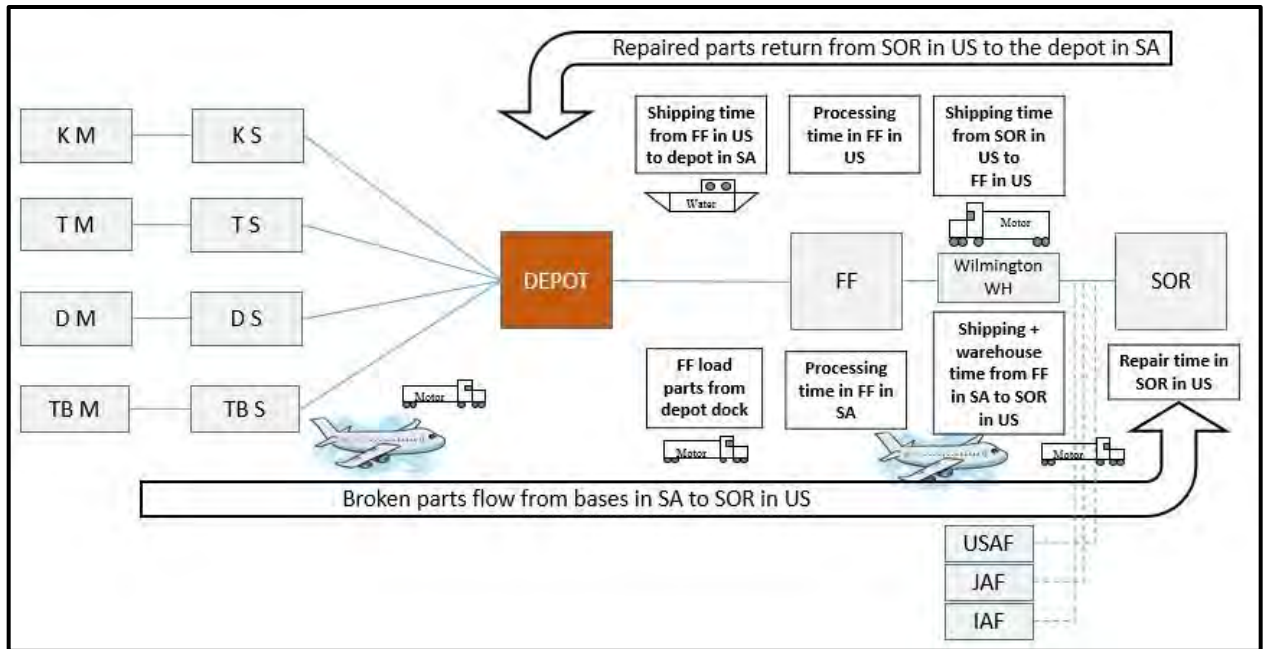 Repaired parts return from SOR in US to the depot in SA
K M
K S
Shipping time
from FF in US
to depot in SA
Processing
time in FF in
US
Shipping time
from SOR in
US to
FF in US
Water
Motor
T M
T S
DEPOT
FF
Wilmington
WH
SOR
D M
D S
FF load
parts from
depot dock
Processing
time in FF in
SA
Shipping +
warehouse
time from FF
in SA to SOR
in US
Repair time in
SOR in US
TB M
TB S
Motor
Motor
Motor
Broken parts flow from bases in SA to SOR in US
USAF
JAF
IAF